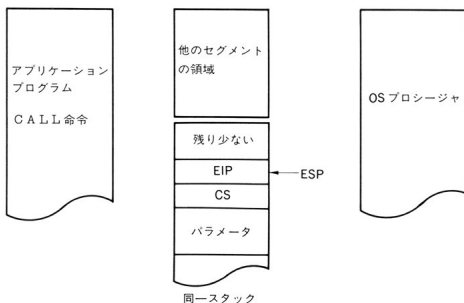 アプリケーション
プログラム
CALL命令
他のセグメント
の領域
残り少ない
EIP
ESP
CS
パラメータ
同一スタック
OSプロシージャ